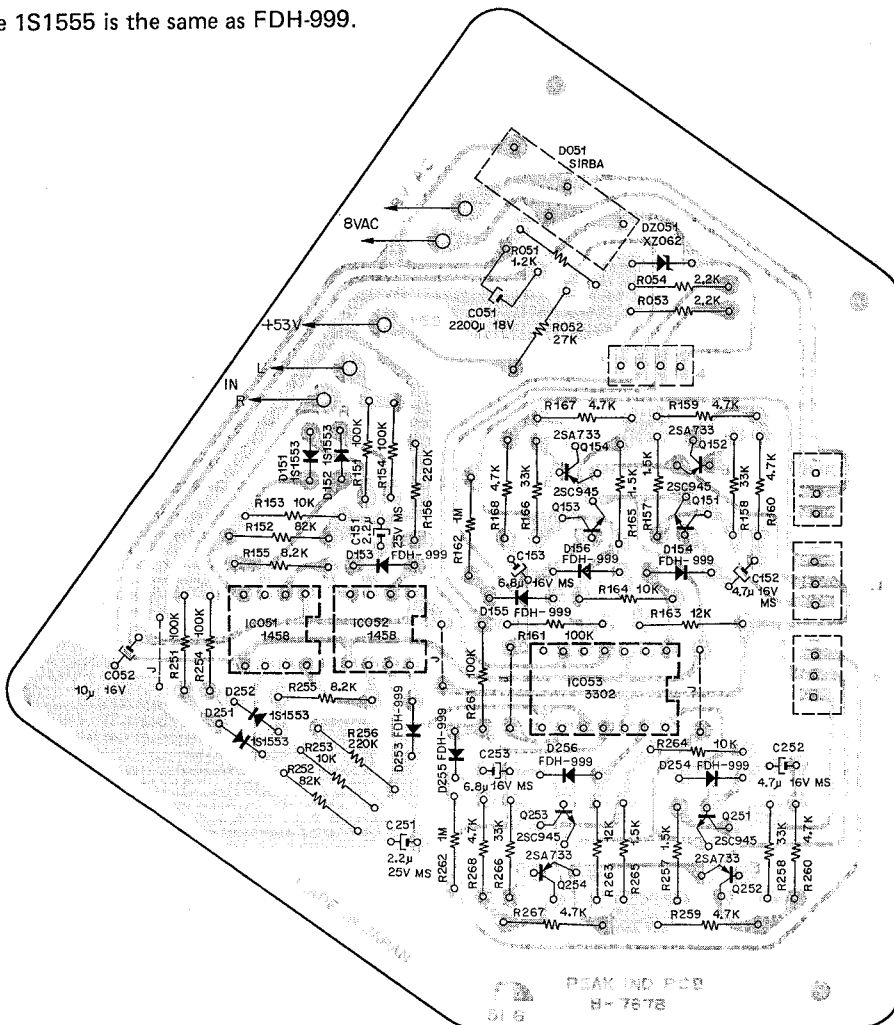 e 1S1555 is the same as FDH-999.
D051
SIRBA
8VAC
DZ051
XZ062
R051
1.2K
R054 2.2K
R053 2.2K
C051
2200µ 18V
R052
27K
+53V
L
IN
R
R167 4.7K
R159 4.7K
D151 1S1553
D152 1S1553
R151 100K
R154 100K
R156 220K
2SA733
Q154
2SA733
Q152
R168 4.7K
R166 33K
2SC945
Q153
R165 1.5K
R157 1.5K
2SC945
Q151
R158 33K
R160 4.7K
R153 10K
R152 82K
R155 8.2K
C151
2.2µ
25V MS
R162 1M
D153 FDH-999
C153
6.8µ 16V MS
D156
FDH-999
D154
FDH-999
C152
4.7µ 16V
MS
D155 FDH-999
R164 10K
R163 12K
R161
100K
IC051
1458
IC052
1458
J
J
J
J
J
IC053
3302
C052
16V
10µ
R251 100K
R254 100K
R261 100K
D252
1S1553
D251
1S1553
R255 8.2K
R256
220K
R253
10K
R252
82K
D253 FDH-999
D255 FDH-999
C253
6.8µ 16V MS
D256
FDH-999
R264 10K
D254 FDH-999
C252
4.7µ 16V MS
C251
2.2µ
25V MS
R262 1M
R268 4.7K
R266 33K
Q253
2SC945
2SA733
Q254
R263 12K
R265 1.5K
R257 1.5K
Q251
2SC945
2SA733
Q252
R258 33K
R260 4.7K
R267 4.7K
R259 4.7K
MADE IN JAPAN
PEAK IND PCB
B-7678